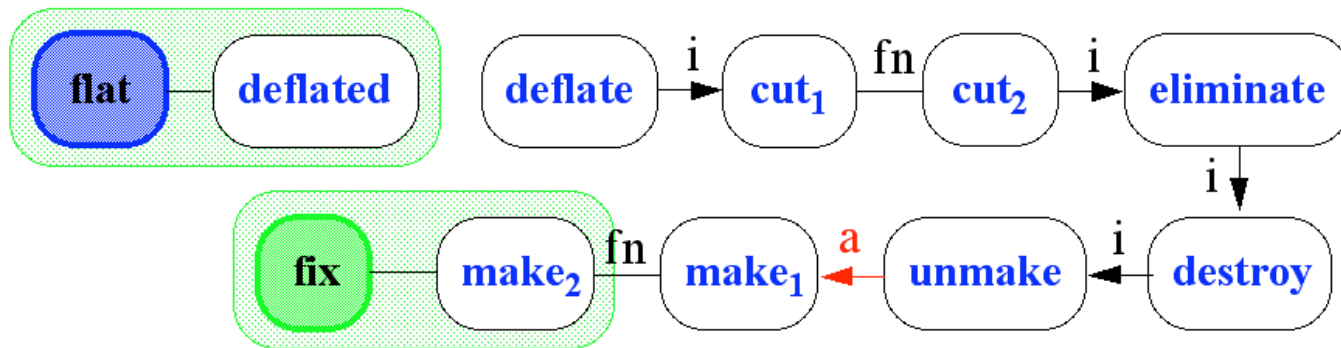 flat deflated deflate i cut1 fn cut2 i eliminate
i
fix make2 fn make1 a unmake i destroy